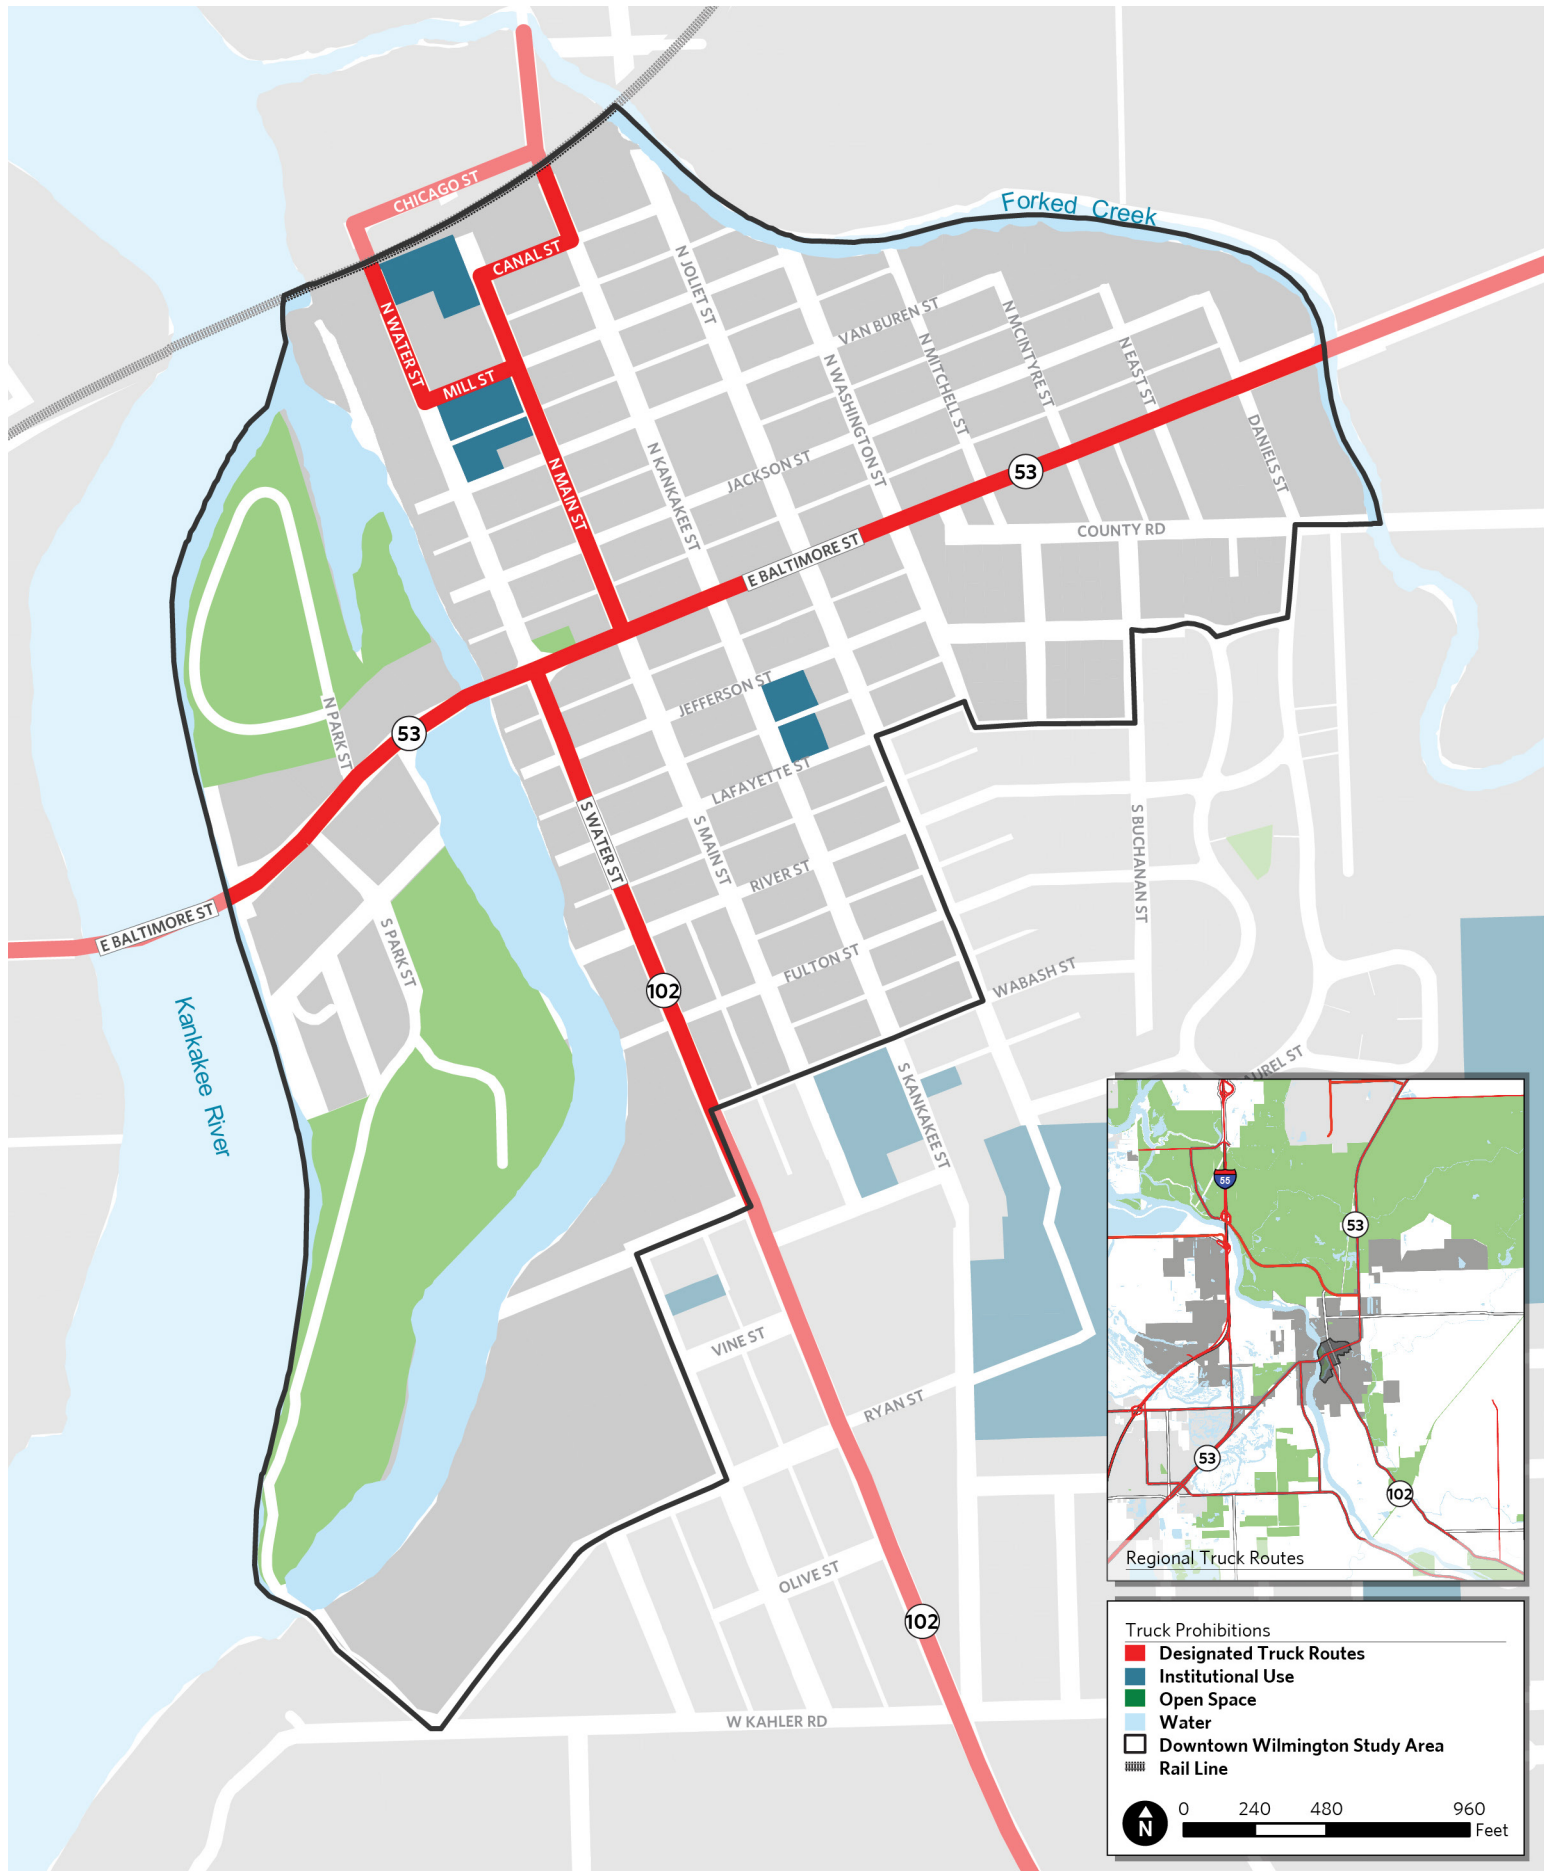 CHICAGO ST
Forked Creek
CANAL ST
N JOLIET ST
N WATER ST
VAN BUREN ST
N MCINTYRE ST
N MITCHELL ST
N EAST ST
MILL ST
N WASHINGTON ST
DANIELS ST
N KANKAKEE ST
JACKSON ST
N MAIN ST
53
COUNTY RD
E BALTIMORE ST
JEFFERSON ST
N PARK ST
53
LAFAYETTE ST
S WATER ST
S MAIN ST
S BUCHANAN ST
RIVER ST
E BALTIMORE ST
S PARK ST
FULTON ST
102
WABASH ST
Kankakee River
S KANKAKEE ST
AUREL ST
55
53
VINE ST
RYAN ST
53
102
Regional Truck Routes
OLIVE ST
102
W KAHLER RD
Truck Prohibitions
Designated Truck Routes
Institutional Use
Open Space
Water
Downtown Wilmington Study Area
Rail Line
N
0 240 480 960
Feet